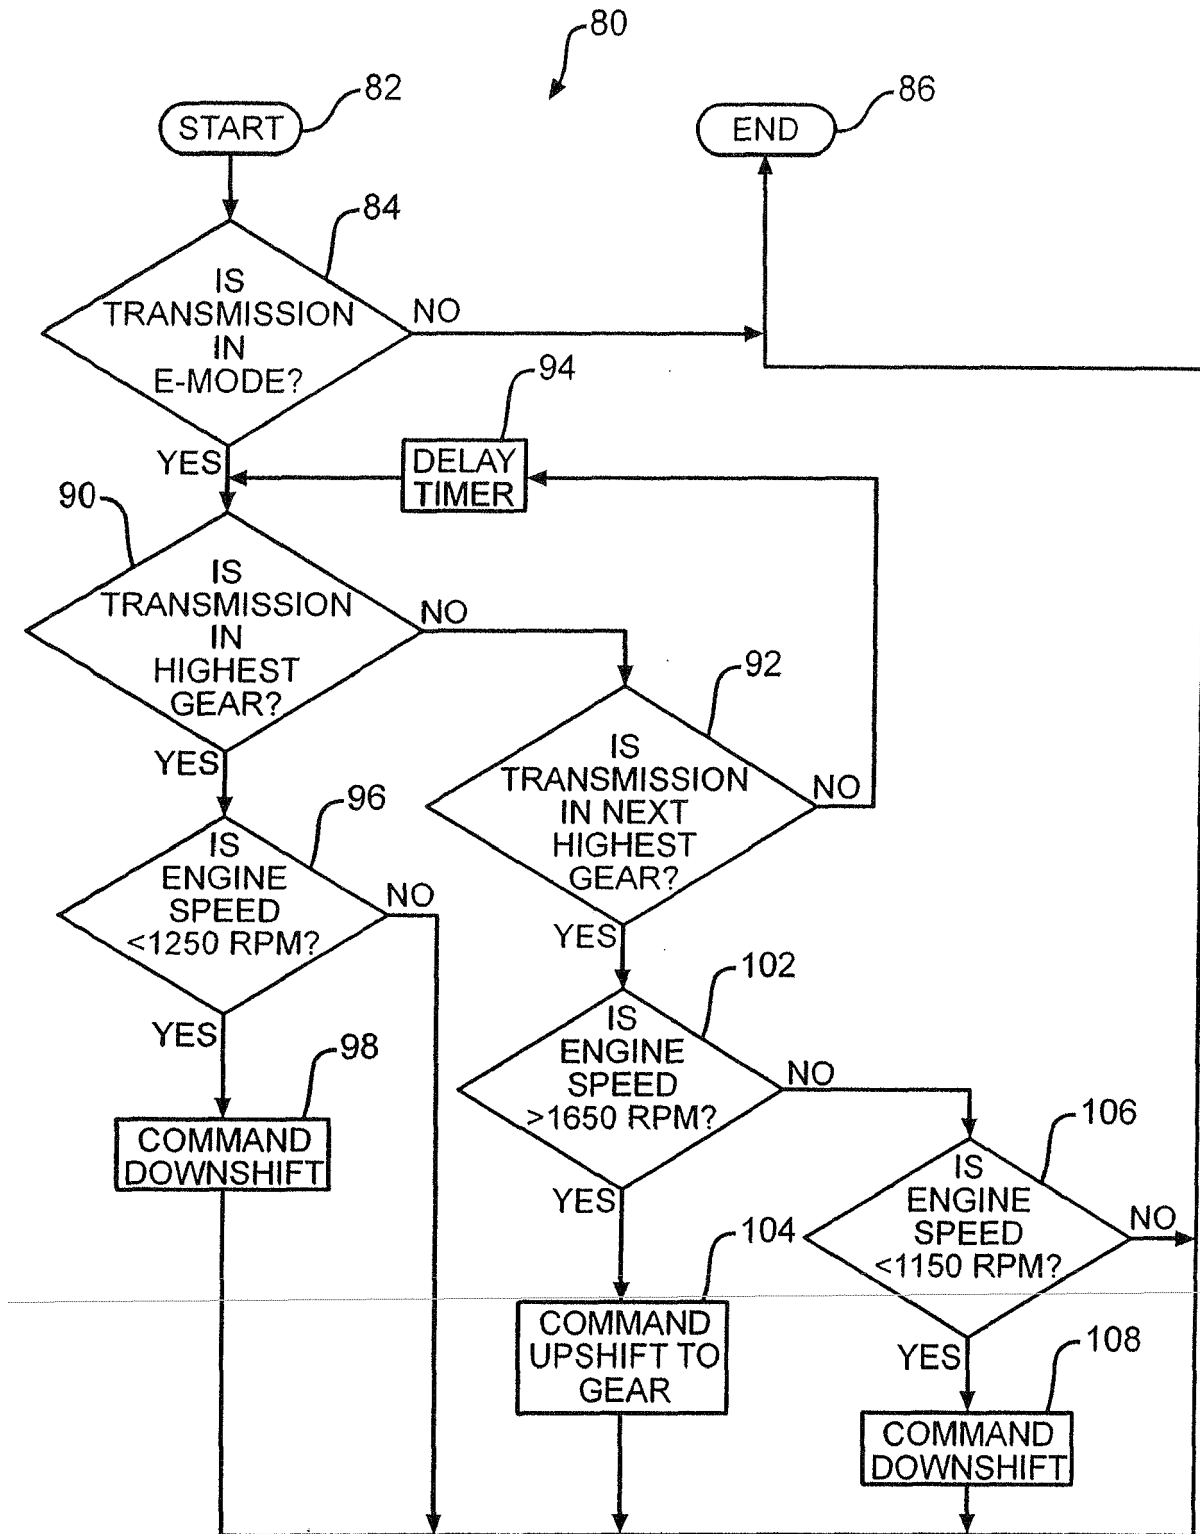 80
82
START
86
END
84
IS
TRANSMISSION
IN
E-MODE?
NO
YES
94
DELAY
TIMER
90
IS
TRANSMISSION
IN
HIGHEST
GEAR?
NO
YES
92
IS
TRANSMISSION
IN NEXT
HIGHEST
GEAR?
NO
YES
96
IS
ENGINE
SPEED
<1250 RPM?
NO
YES
98
COMMAND
DOWNSHIFT
102
IS
ENGINE
SPEED
>1650 RPM?
NO
YES
104
COMMAND
UPSHIFT TO
GEAR
106
IS
ENGINE
SPEED
<1150 RPM?
NO
YES
108
COMMAND
DOWNSHIFT